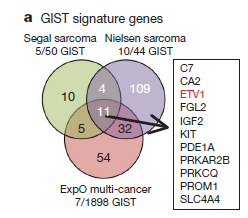 a GIST signature genes
Segal sarcoma Nielsen sarcoma
5/50 GIST 10/44 GIST
10 4 109
11
5 32
54
ExpO multi-cancer
7/1898 GIST
C7
CA2
ETV1
FGL2
IGF2
KIT
PDE1A
PRKAR2B
PRKCQ
PROM1
SLC4A4